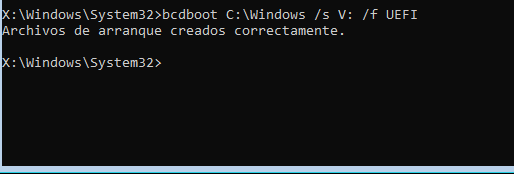 X:\Windows\System32>bcdboot C:\Windows /s V: /f UEFI
Archivos de arranque creados correctamente.
X:\Windows\System32>